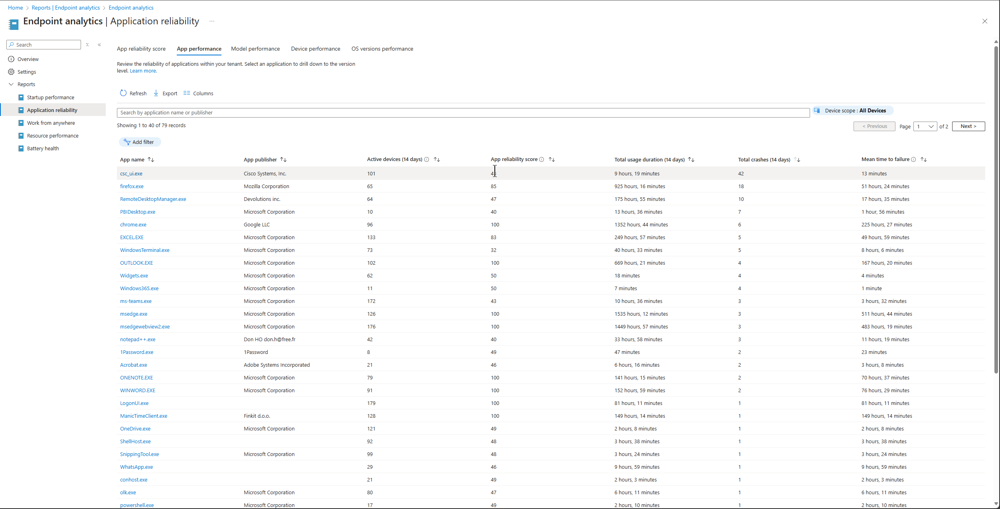 Home > Reports | Endpoint analytics > Endpoint analytics
Endpoint analytics | Application reliability ...
Search
Overview
Settings
Reports
Startup performance
Application reliability
Work from anywhere
Resource performance
Battery health
App reliability score App performance Model performance Device performance OS versions performance
Review the reliability of applications within your tenant. Select an application to drill down to the version
level. Learn more.
Refresh Export Columns
Search by application name or publisher
Device scope : All Devices
Showing 1 to 40 of 79 records
< Previous Page 1 of 2 Next >
Add filter
App name App publisher Active devices (14 days) App reliability score Total usage duration (14 days) Total crashes (14 days) Mean time to failure
csc_ui.exe Cisco Systems, Inc. 101 9 hours, 19 minutes 42 13 minutes
firefox.exe Mozilla Corporation 65 85 925 hours, 16 minutes 18 51 hours, 24 minutes
RemoteDesktopManager.exe Devolutions inc. 64 47 175 hours, 55 minutes 10 17 hours, 35 minutes
PBIDesktop.exe Microsoft Corporation 10 40 13 hours, 36 minutes 7 1 hour, 56 minutes
chrome.exe Google LLC 96 100 1352 hours, 44 minutes 6 225 hours, 27 minutes
EXCEL.EXE Microsoft Corporation 133 83 249 hours, 57 minutes 5 49 hours, 59 minutes
WindowsTerminal.exe Microsoft Corporation 73 32 40 hours, 33 minutes 5 8 hours, 6 minutes
OUTLOOK.EXE Microsoft Corporation 102 100 669 hours, 21 minutes 4 167 hours, 20 minutes
Widgets.exe Microsoft Corporation 62 50 18 minutes 4 4 minutes
Windows365.exe Microsoft Corporation 11 50 7 minutes 4 1 minute
ms-teams.exe Microsoft Corporation 172 43 10 hours, 36 minutes 3 3 hours, 32 minutes
msedge.exe Microsoft Corporation 126 100 1535 hours, 12 minutes 3 511 hours, 44 minutes
msedgewebview2.exe Microsoft Corporation 176 100 1449 hours, 57 minutes 3 483 hours, 19 minutes
notepad++.exe Don HO don.h@free.fr 42 40 33 hours, 58 minutes 3 11 hours, 19 minutes
1Password.exe 1Password 8 49 47 minutes 2 23 minutes
Acrobat.exe Adobe Systems Incorporated 21 46 6 hours, 16 minutes 2 3 hours, 8 minutes
ONENOTE.EXE Microsoft Corporation 79 100 141 hours, 15 minutes 2 70 hours, 37 minutes
WINWORD.EXE Microsoft Corporation 91 100 152 hours, 59 minutes 2 76 hours, 29 minutes
LogonUI.exe 179 100 81 hours, 11 minutes 1 81 hours, 11 minutes
ManicTimeClient.exe Finkit d.o.o. 128 100 149 hours, 14 minutes 1 149 hours, 14 minutes
OneDrive.exe Microsoft Corporation 121 49 2 hours, 8 minutes 1 2 hours, 8 minutes
ShellHost.exe 92 48 3 hours, 38 minutes 1 3 hours, 38 minutes
SnippingTool.exe Microsoft Corporation 99 48 3 hours, 24 minutes 1 3 hours, 24 minutes
WhatsApp.exe 29 46 9 hours, 59 minutes 1 9 hours, 59 minutes
conhost.exe 21 49 2 hours, 3 minutes 1 2 hours, 3 minutes
olk.exe Microsoft Corporation 80 47 6 hours, 11 minutes 1 6 hours, 11 minutes
powershell.exe Microsoft Corporation 17 49 2 hours, 10 minutes 1 2 hours, 10 minutes